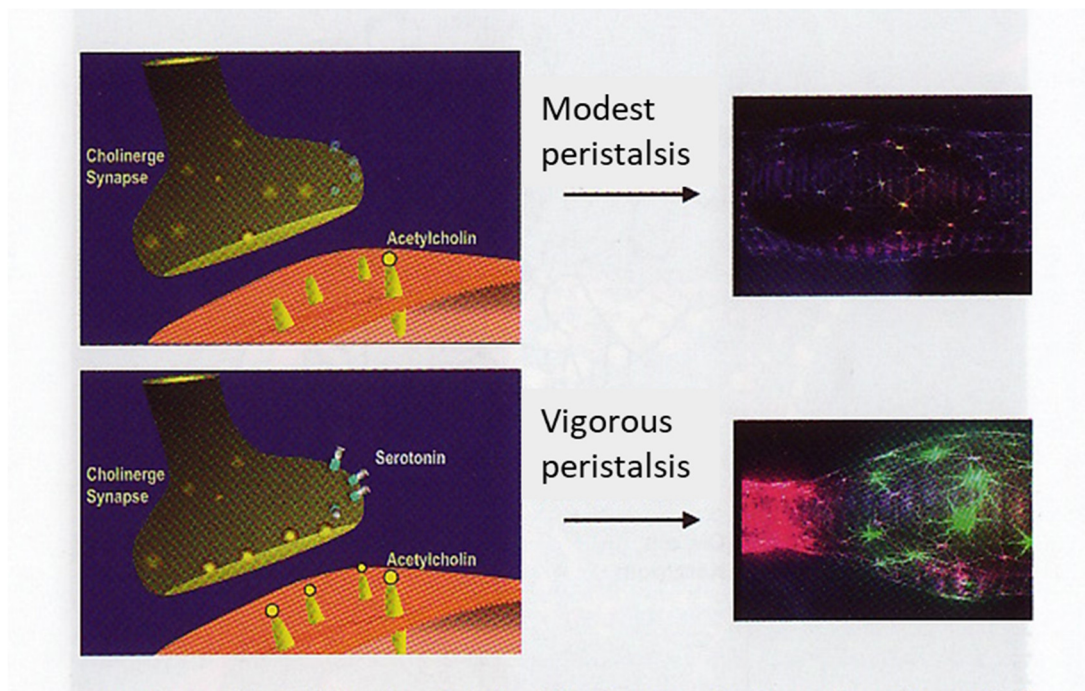 Cholinerge
Synapse
Acetylcholin
Modest
peristalsis
Cholinerge
Synapse
Serotonin
Acetylcholin
Vigorous
peristalsis